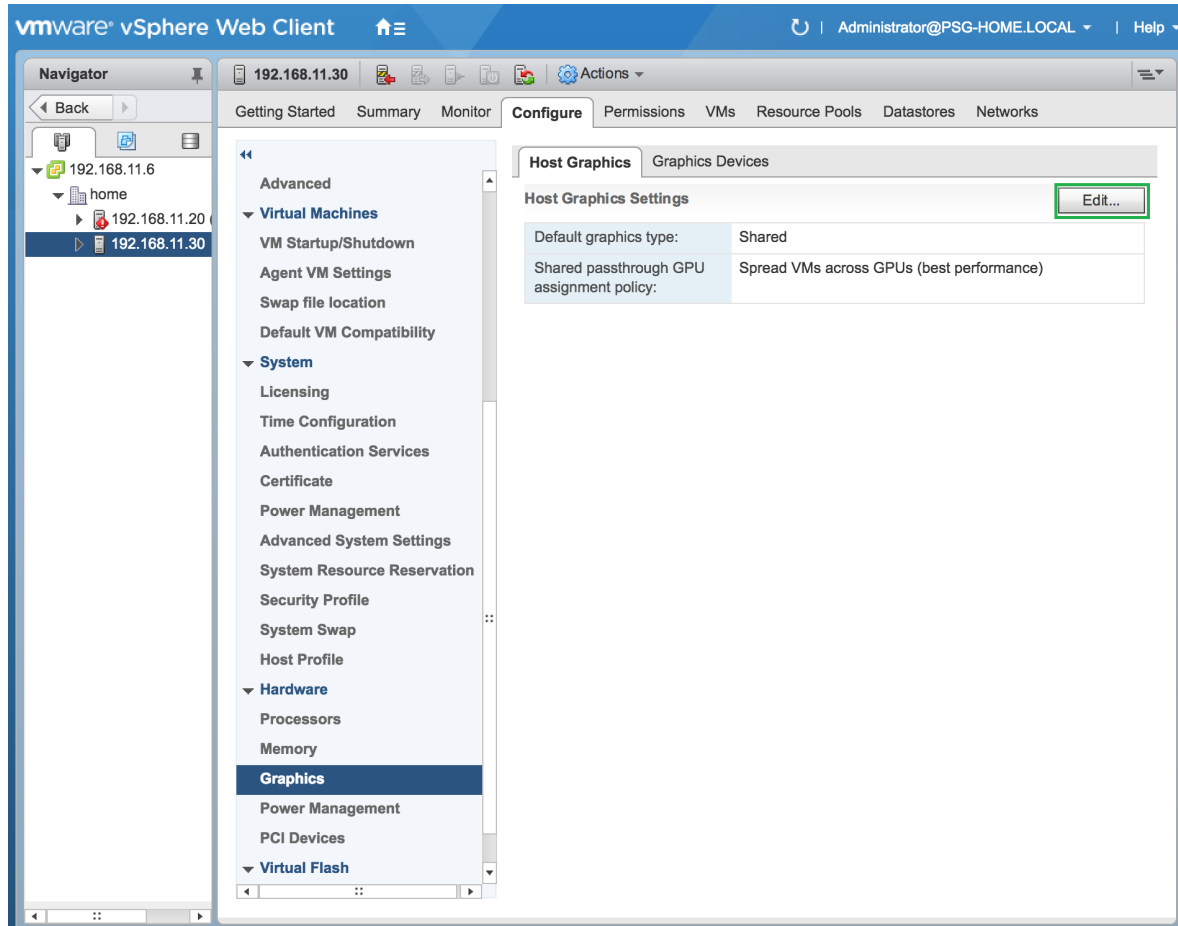 vmware® vSphere Web Client
Administrator@PSG-HOME.LOCAL
Help
Navigator
Back
192.168.11.6
home
192.168.11.20 (
192.168.11.30
192.168.11.30
Actions
Getting Started Summary Monitor Configure Permissions VMs Resource Pools Datastores Networks
Advanced
Virtual Machines
VM Startup/Shutdown
Agent VM Settings
Swap file location
Default VM Compatibility
System
Licensing
Time Configuration
Authentication Services
Certificate
Power Management
Advanced System Settings
System Resource Reservation
Security Profile
System Swap
Host Profile
Hardware
Processors
Memory
Graphics
Power Management
PCI Devices
Virtual Flash
Host Graphics Graphics Devices
Host Graphics Settings
Edit...
Default graphics type: Shared
Shared passthrough GPU Spread VMs across GPUs (best performance)
assignment policy: